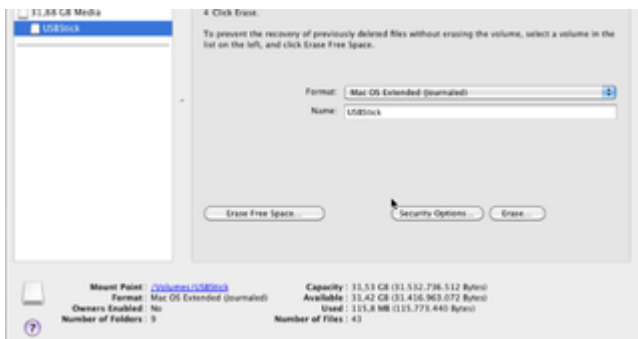 31,88 GB Media
USBStick
4 Click Erase.
To prevent the recovery of previously deleted files without erasing the volume, select a volume in the
list on the left, and click Erase Free Space.
Format: Mac OS Extended (Journaled)
Name: USBStick
Erase Free Space...
Security Options...
Erase...
Mount Point : /Volumes/USBStick
Format : Mac OS Extended (Journaled)
Owners Enabled : No
Number of Folders : 9
Capacity : 31,53 GB (31.532.736.512 Bytes)
Available : 31,42 GB (31.416.963.072 Bytes)
Used : 115,8 MB (115.773.440 Bytes)
Number of Files : 43
?